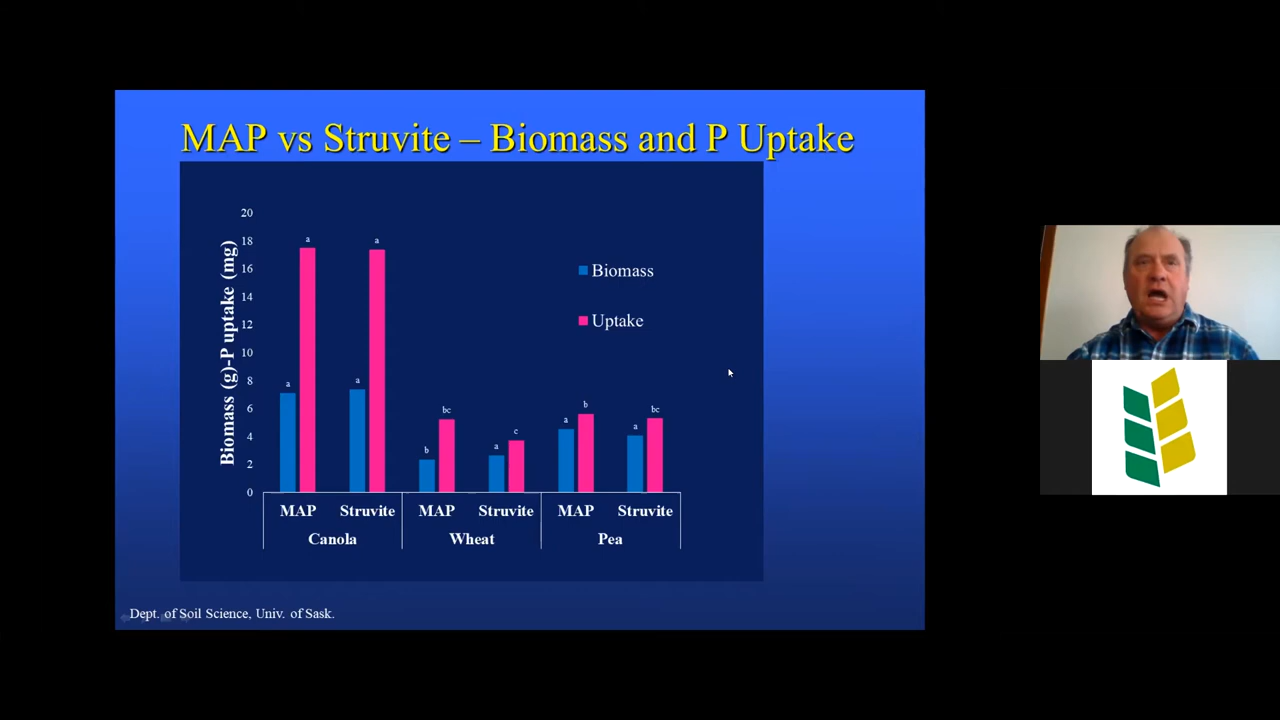 MAP vs Struvite – Biomass and P Uptake
Biomass (g)-P uptake (mg)
20
18
16
14
12
10
8
6
4
2
0
a
a
a
a
b
bc
a
c
a
b
a
bc
Biomass
Uptake
MAP
Struvite
MAP
Struvite
MAP
Struvite
Canola
Wheat
Pea
Dept. of Soil Science, Univ. of Sask.